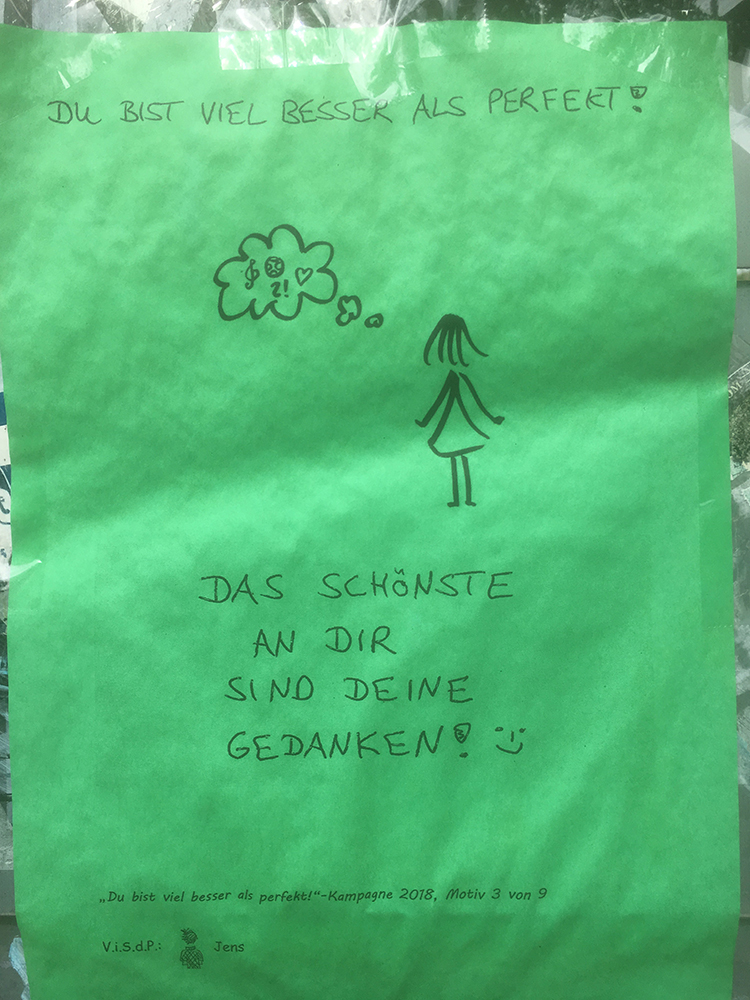 DU BIST VIEL BESSER ALS PERFEKT!
?!
DAS SCHÖNSTE
AN DIR
SIND DEINE
GEDANKEN! :)
„Du bist viel besser als perfekt!“-Kampagne 2018, Motiv 3 von 9
V.i.S.d.P.: Jens